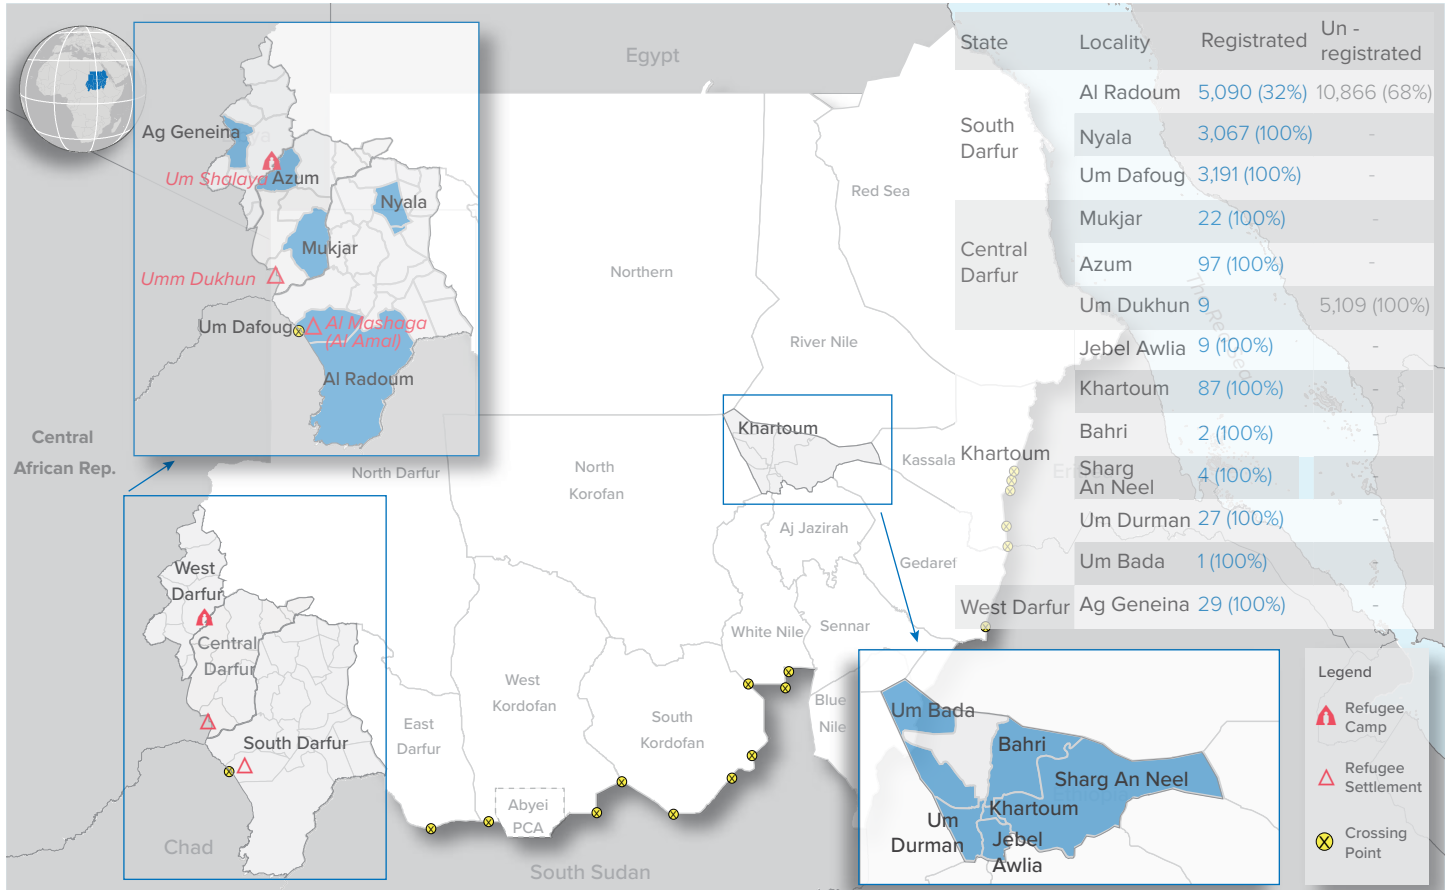 Egypt
Red Sea
Northern
River Nile
Khartoum
North Darfur
North
Korofan
Kassala
Aj Jazirah
Gedaref
White Nile
Sennar
Blue
Nile
West
Kordofan
South
Kordofan
East
Darfur
Abyei
PCA
South Sudan
Chad
Central
African Rep.
The Red Sea
Ethiopia
Ag Geneina
Um Shalaya
Azum
Nyala
Mukjar
Umm Dukhun
Um Dafoug
Al Mashaga
(Al Amal)
Al Radoum
West
Darfur
Central
Darfur
South Darfur
State Locality Registrated Un -
registrated
South
Darfur
Al Radoum 5,090 (32%) 10,866 (68%)
Nyala 3,067 (100%) -
Um Dafoug 3,191 (100%) -
Central
Darfur
Mukjar 22 (100%) -
Azum 97 (100%) -
Um Dukhun 9 5,109 (100%)
Khartoum
Jebel Awlia 9 (100%) -
Khartoum 87 (100%) -
Bahri 2 (100%) -
Sharg
An Neel 4 (100%) -
Um Durman 27 (100%) -
Um Bada 1 (100%) -
West Darfur Ag Geneina 29 (100%) -
Um Bada
Bahri
Sharg An Neel
Khartoum
Um
Durman
Jebel
Awlia
Legend
Refugee
Camp
Refugee
Settlement
Crossing
Point